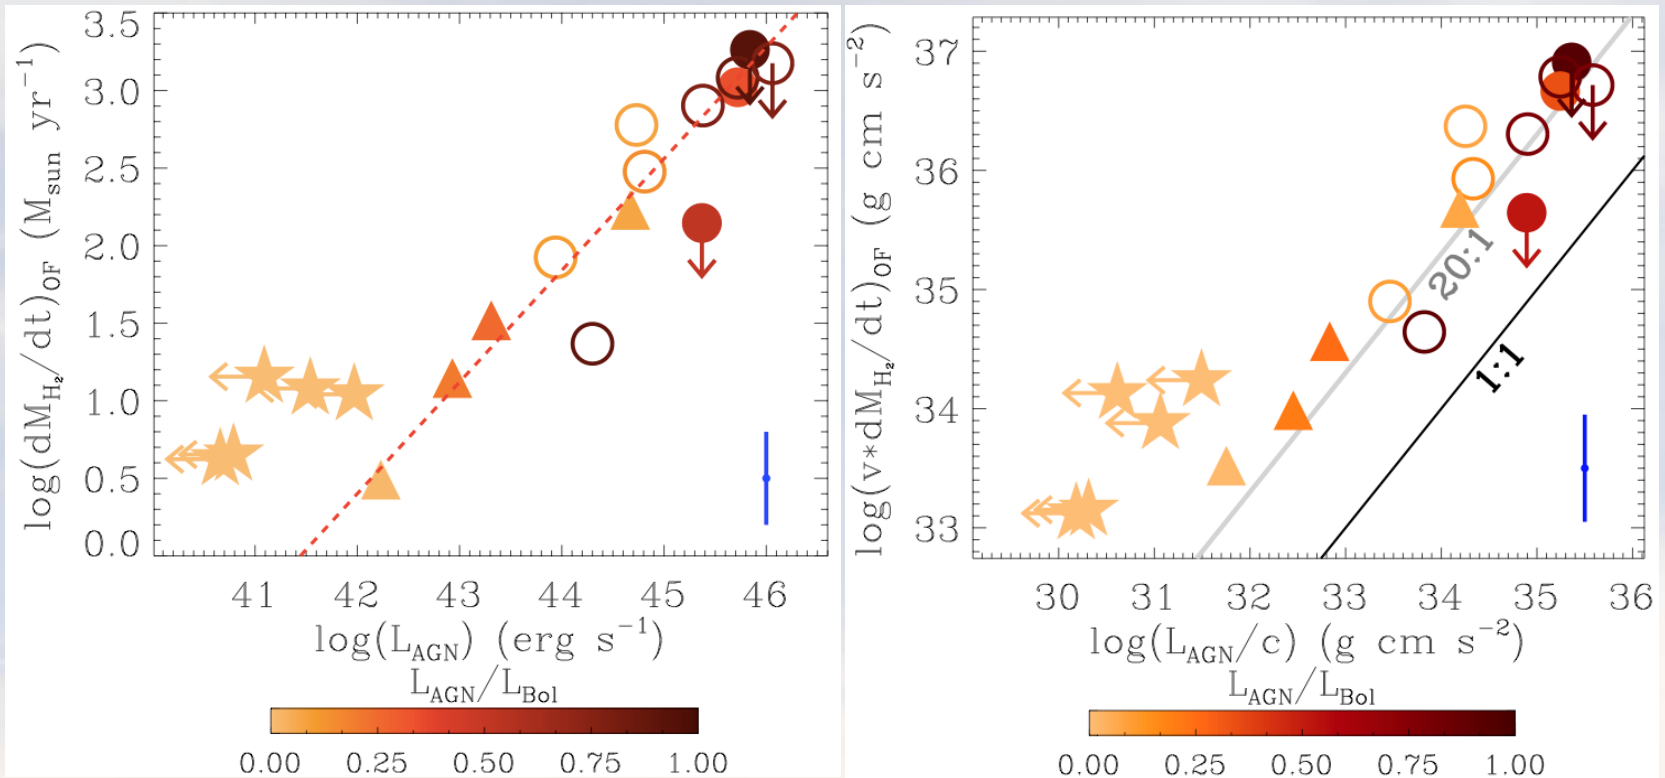 log(dM_H₂/dt)_OF (M_sun yr⁻¹)
3.5
3.0
2.5
2.0
1.5
1.0
0.5
0.0
41 42 43 44 45 46
log(L_AGN) (erg s⁻¹)
L_AGN/L_Bol
0.00 0.25 0.50 0.75 1.00
log(v*dM_H₂/dt)_OF (g cm s⁻²)
37
36
35
34
33
20:1
1:1
30 31 32 33 34 35 36
log(L_AGN/c) (g cm s⁻²)
L_AGN/L_Bol
0.00 0.25 0.50 0.75 1.00